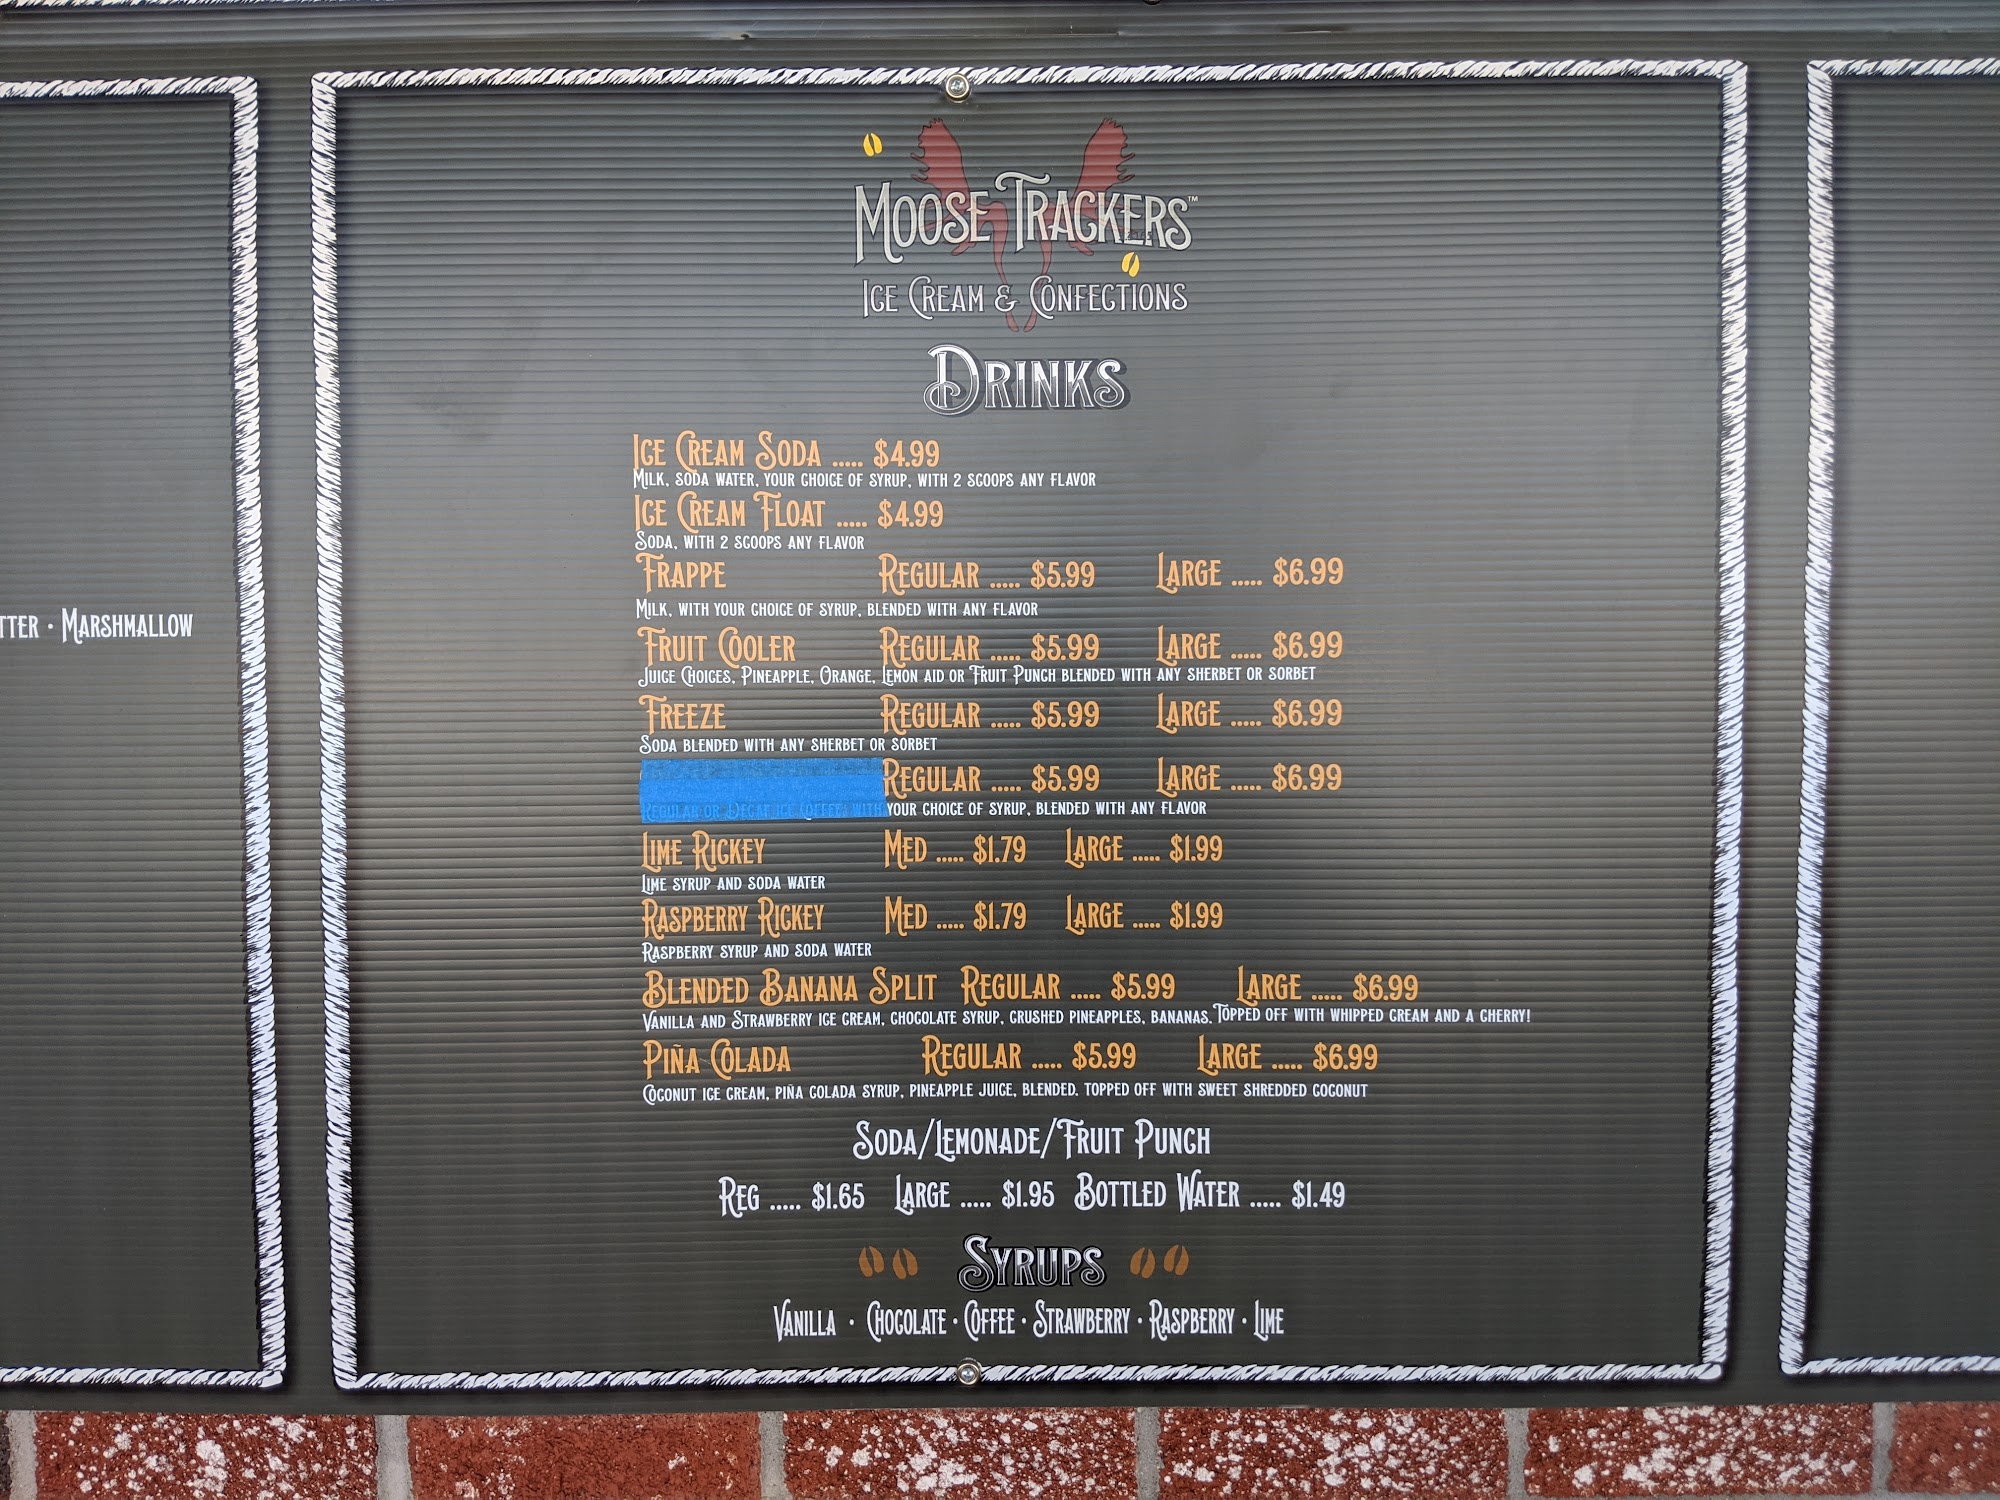 Moose Trackers™
Ice Cream & Confections
Drinks
Ice Cream Soda ..... $4.99
Milk, soda water, your choice of syrup, with 2 scoops any flavor
Ice Cream Float ..... $4.99
Soda, with 2 scoops any flavor
Frappe Regular ..... $5.99 Large ..... $6.99
Milk, with your choice of syrup, blended with any flavor
Fruit Cooler Regular ..... $5.99 Large ..... $6.99
Juice Choices, Pineapple, Orange, Lemon aid or Fruit Punch blended with any sherbet or sorbet
Freeze Regular ..... $5.99 Large ..... $6.99
Soda blended with any sherbet or sorbet
Regular ..... $5.99 Large ..... $6.99
Regular or Decaf Ice Coffee, with your choice of syrup, blended with any flavor
Lime Rickey Med ..... $1.79 Large ..... $1.99
Lime syrup and soda water
Raspberry Rickey Med ..... $1.79 Large ..... $1.99
Raspberry syrup and soda water
Blended Banana Split Regular ..... $5.99 Large ..... $6.99
Vanilla and Strawberry ice cream, chocolate syrup, crushed pineapples, bananas. Topped off with whipped cream and a cherry!
Piña Colada Regular ..... $5.99 Large ..... $6.99
Coconut ice cream, piña colada syrup, pineapple juice, blended. topped off with sweet shredded coconut
Soda/Lemonade/Fruit Punch
Reg ..... $1.65 Large ..... $1.95 Bottled Water ..... $1.49
Syrups
Vanilla · Chocolate · Coffee · Strawberry · Raspberry · Lime
tter · Marshmallow